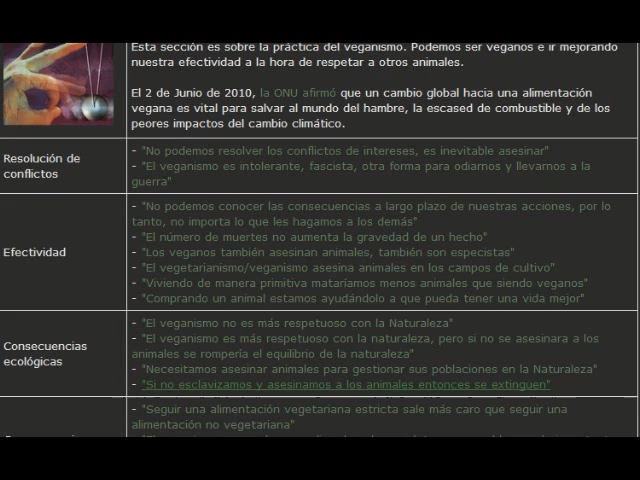 Esta sección es sobre la práctica del veganismo. Podemos ser veganos e ir mejorando
nuestra efectividad a la hora de respetar a otros animales.
El 2 de Junio de 2010, la ONU afirmó que un cambio global hacia una alimentación
vegana es vital para salvar al mundo del hambre, la escased de combustible y de los
peores impactos del cambio climático.
Resolución de
conflictos
- "No podemos resolver los conflictos de intereses, es inevitable asesinar"
- "El veganismo es intolerante, fascista, otra forma para odiarnos y llevarnos a la
guerra"
Efectividad
- "No podemos conocer las consecuencias a largo plazo de nuestras acciones, por lo
tanto, no importa lo que les hagamos a los demás"
- "El número de muertes no aumenta la gravedad de un hecho"
- "Los veganos también asesinan animales, también son especistas"
- "El vegetarianismo/veganismo asesina animales en los campos de cultivo"
- "Viviendo de manera primitiva mataríamos menos animales que siendo veganos"
- "Comprando un animal estamos ayudándolo a que pueda tener una vida mejor"
Consecuencias
ecológicas
- "El veganismo no es más respetuoso con la Naturaleza"
- "El veganismo es más respetuoso con la naturaleza, pero si no se asesinara a los
animales se rompería el equilibrio de la naturaleza"
- "Necesitamos asesinar animales para gestionar sus poblaciones en la Naturaleza"
- "Si no esclavizamos y asesinamos a los animales entonces se extinguen"
- "Seguir una alimentación vegetariana estricta sale más caro que seguir una
alimentación no vegetariana"